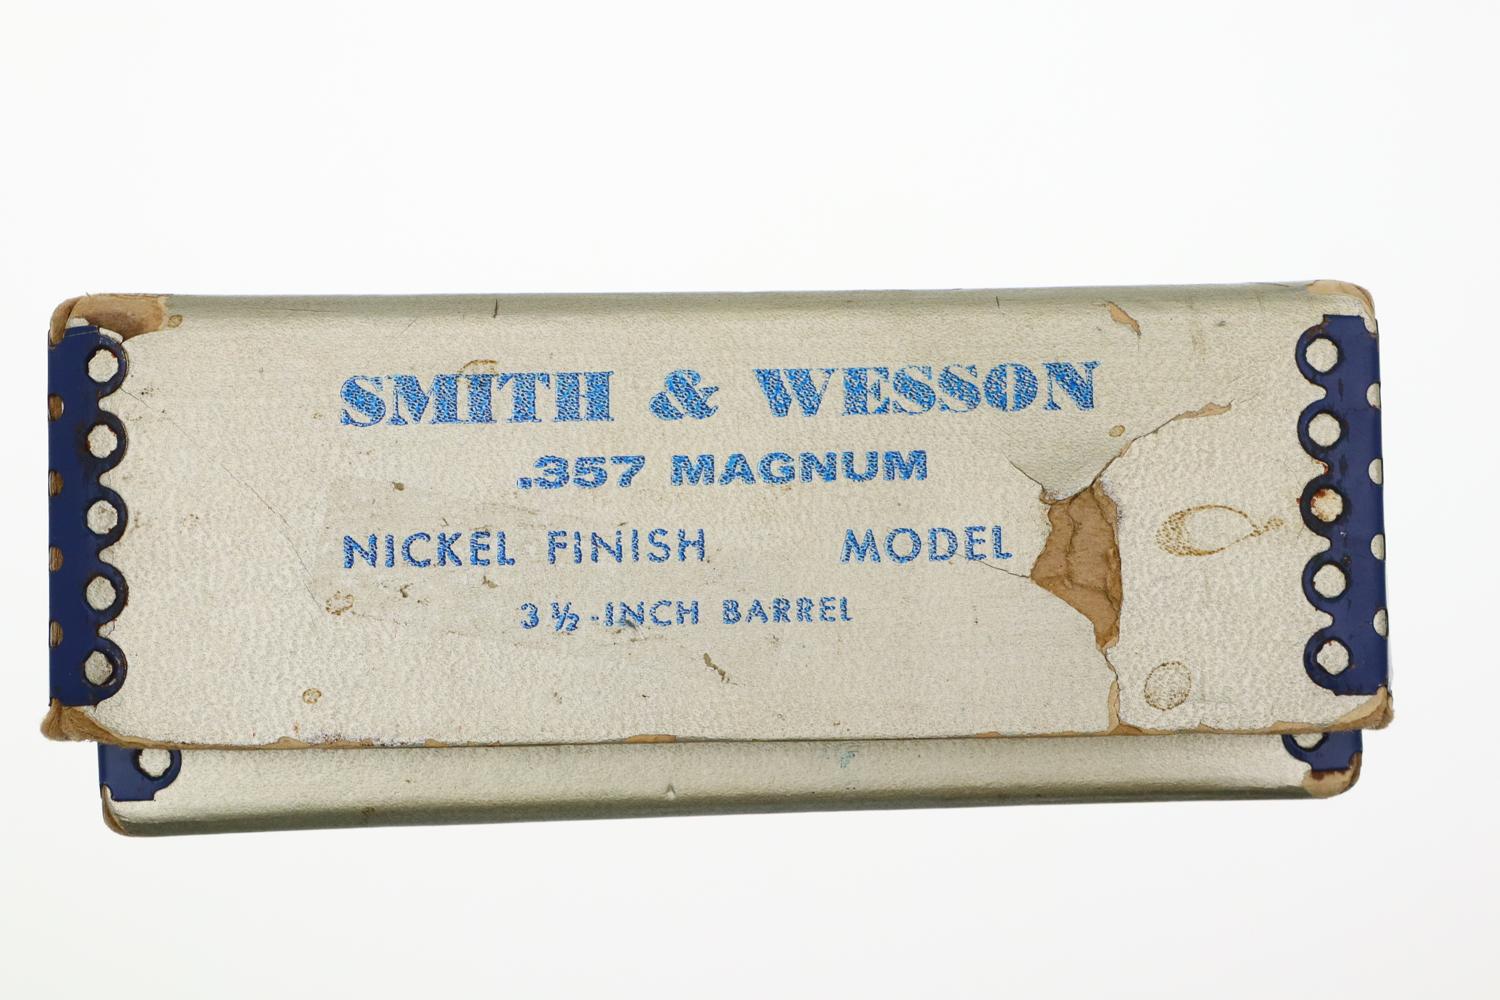 SMITH & WESSON
.357 MAGNUM
NICKEL FINISH MODEL
3 ½-INCH BARREL